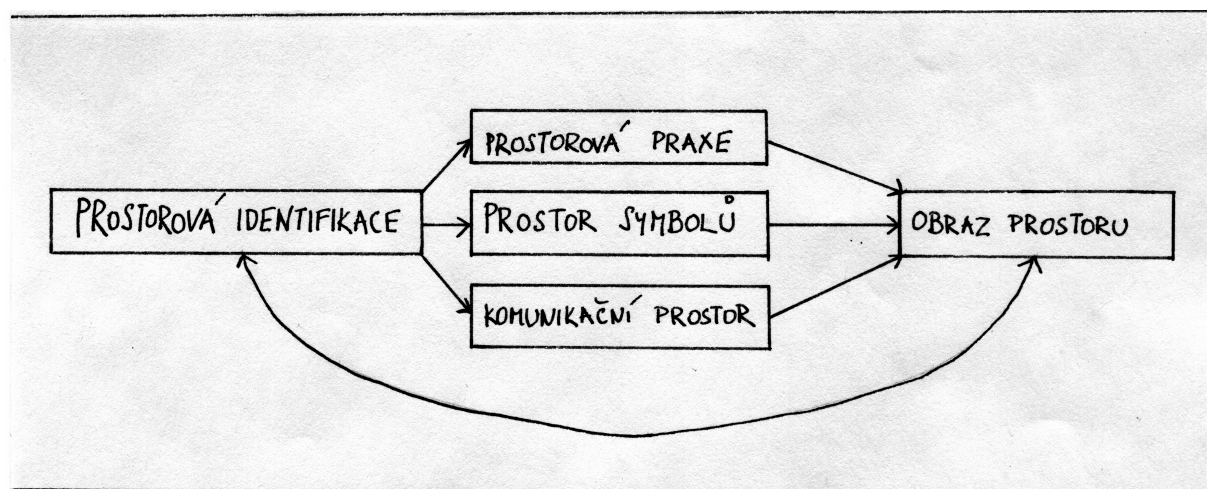 PROSTOROVÁ IDENTIFIKACE
PROSTOROVÁ PRAXE
PROSTOR SYMBOLŮ
KOMUNIKAČNÍ PROSTOR
OBRAZ PROSTORU